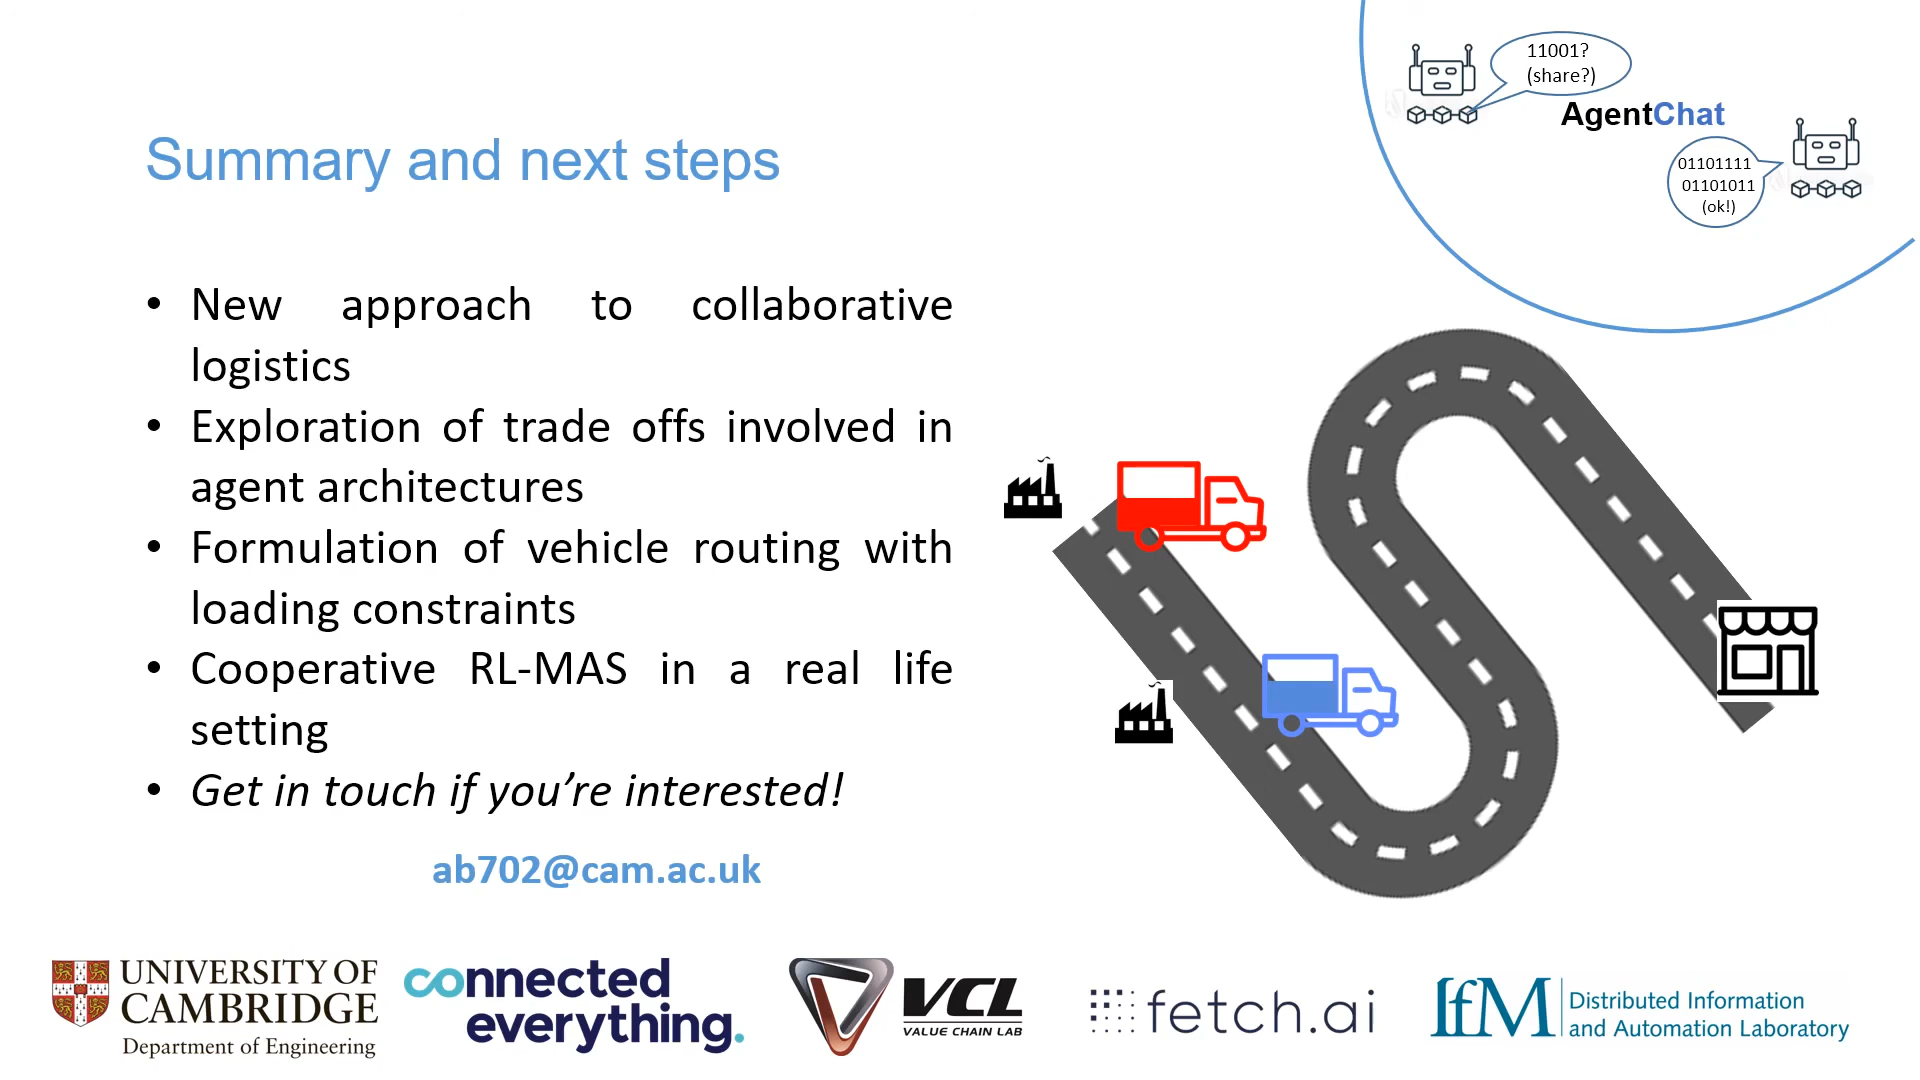 11001?
(share?)
AgentChat
01101111
01101011
(ok!)
Summary and next steps
• New approach to collaborative
logistics
• Exploration of trade offs involved in
agent architectures
• Formulation of vehicle routing with
loading constraints
• Cooperative RL-MAS in a real life
setting
• Get in touch if you’re interested!
ab702@cam.ac.uk
UNIVERSITY OF
CAMBRIDGE
Department of Engineering
connected
everything.
VCL
VALUE CHAIN LAB
fetch.ai
IfM
Distributed Information
and Automation Laboratory